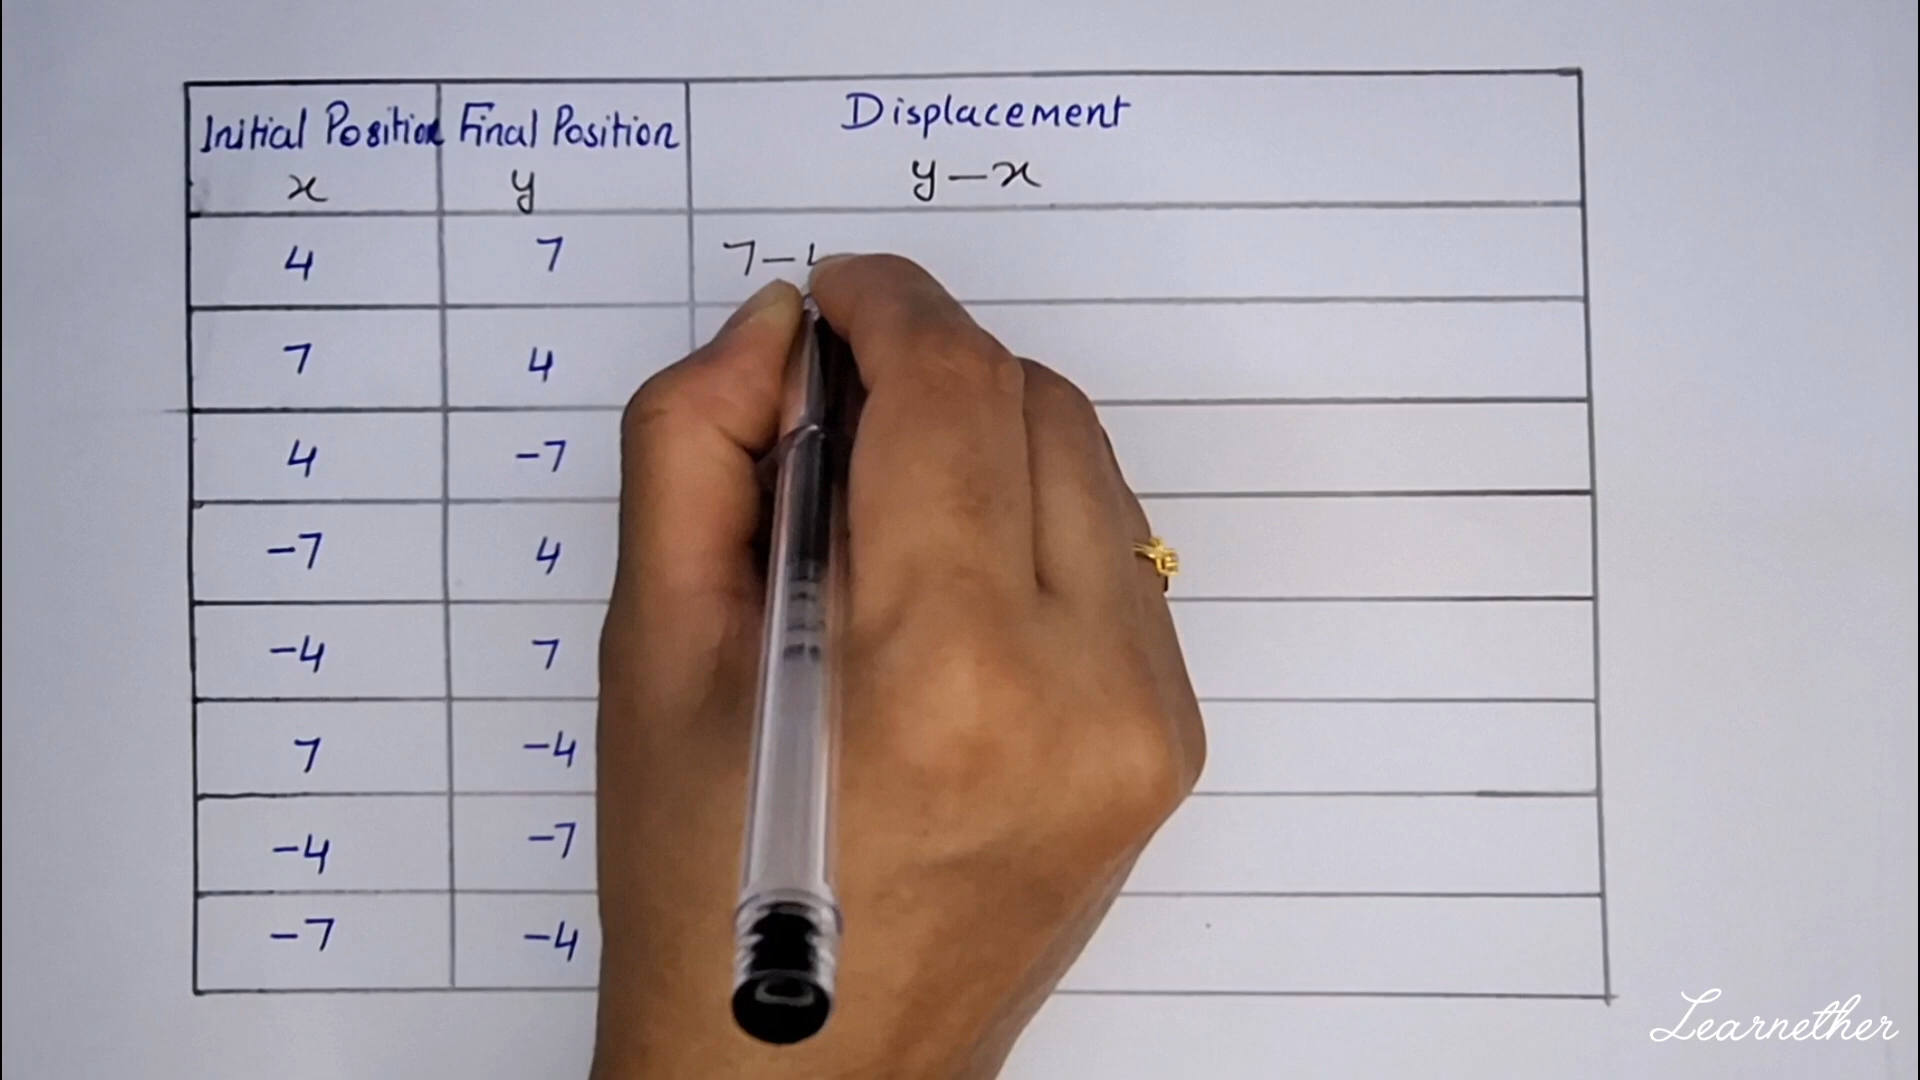 Initial Position Final Position Displacement
x y y-x
4 7 7-4
7 4
4 -7
-7 4
-4 7
7 -4
-4 -7
-7 -4
Learnether